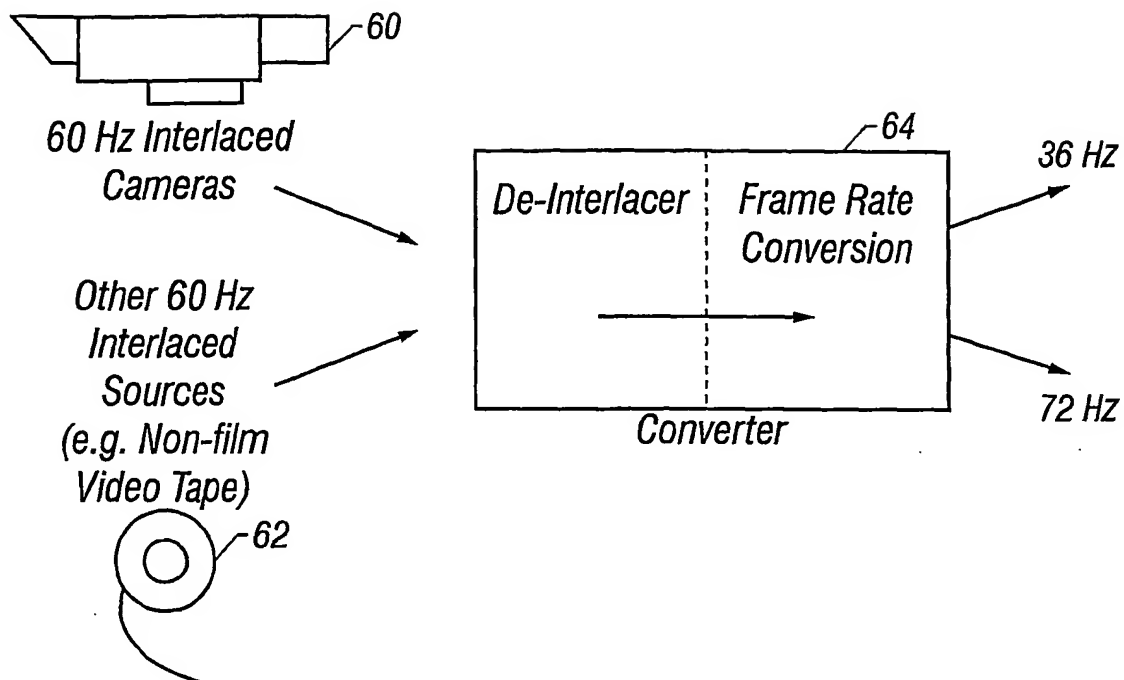 60
60 Hz Interlaced
Cameras
Other 60 Hz
Interlaced
Sources
(e.g. Non-film
Video Tape)
62
64
De-Interlacer
Frame Rate
Conversion
Converter
36 Hz
72 Hz